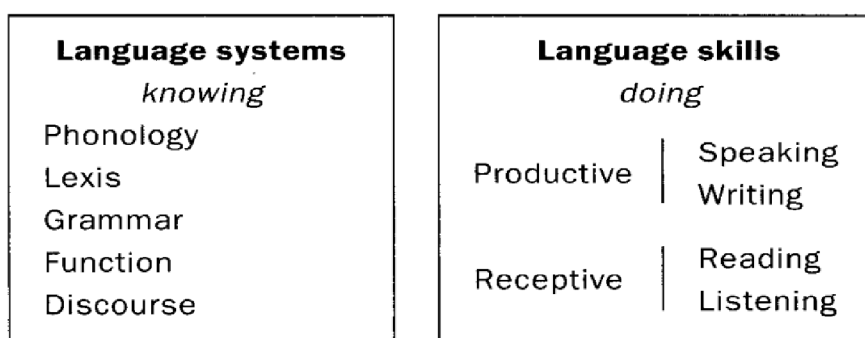 Language systems
knowing
Phonology
Lexis
Grammar
Function
Discourse
Language skills
doing
Productive
Speaking
Writing
Receptive
Reading
Listening